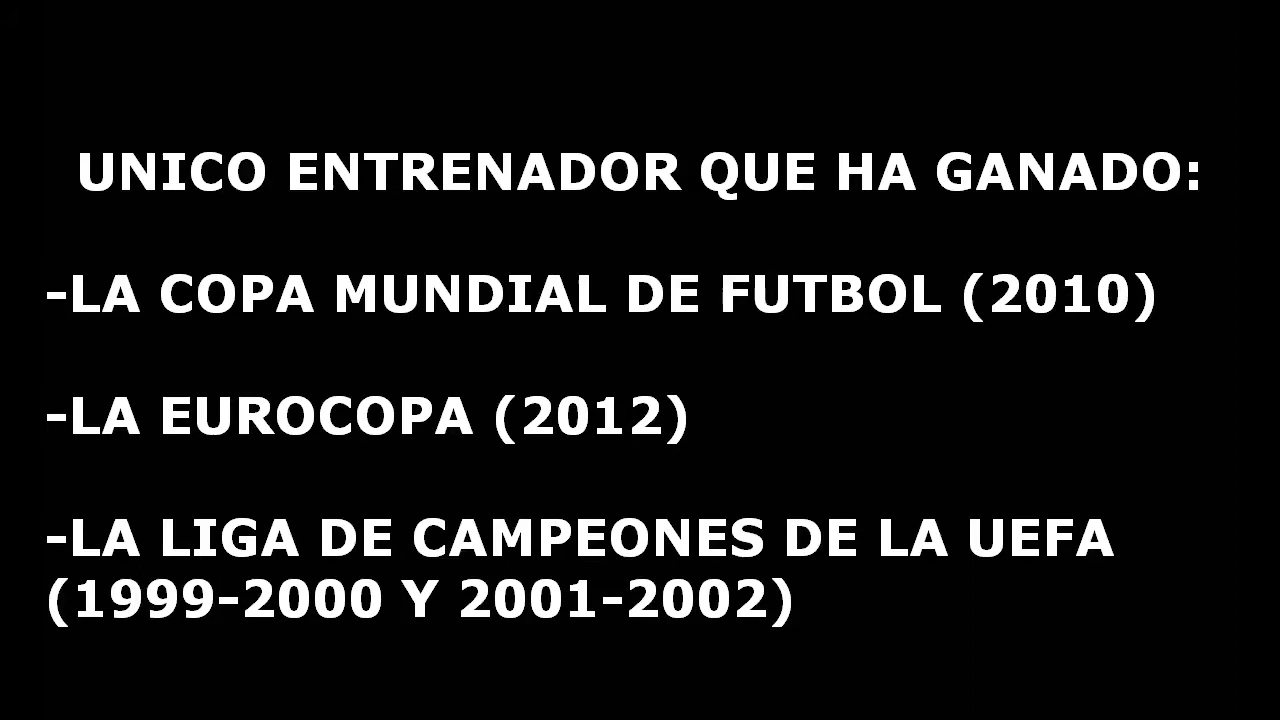 UNICO ENTRENADOR QUE HA GANADO:
-LA COPA MUNDIAL DE FUTBOL (2010)
-LA EUROCOPA (2012)
-LA LIGA DE CAMPEONES DE LA UEFA
(1999-2000 Y 2001-2002)